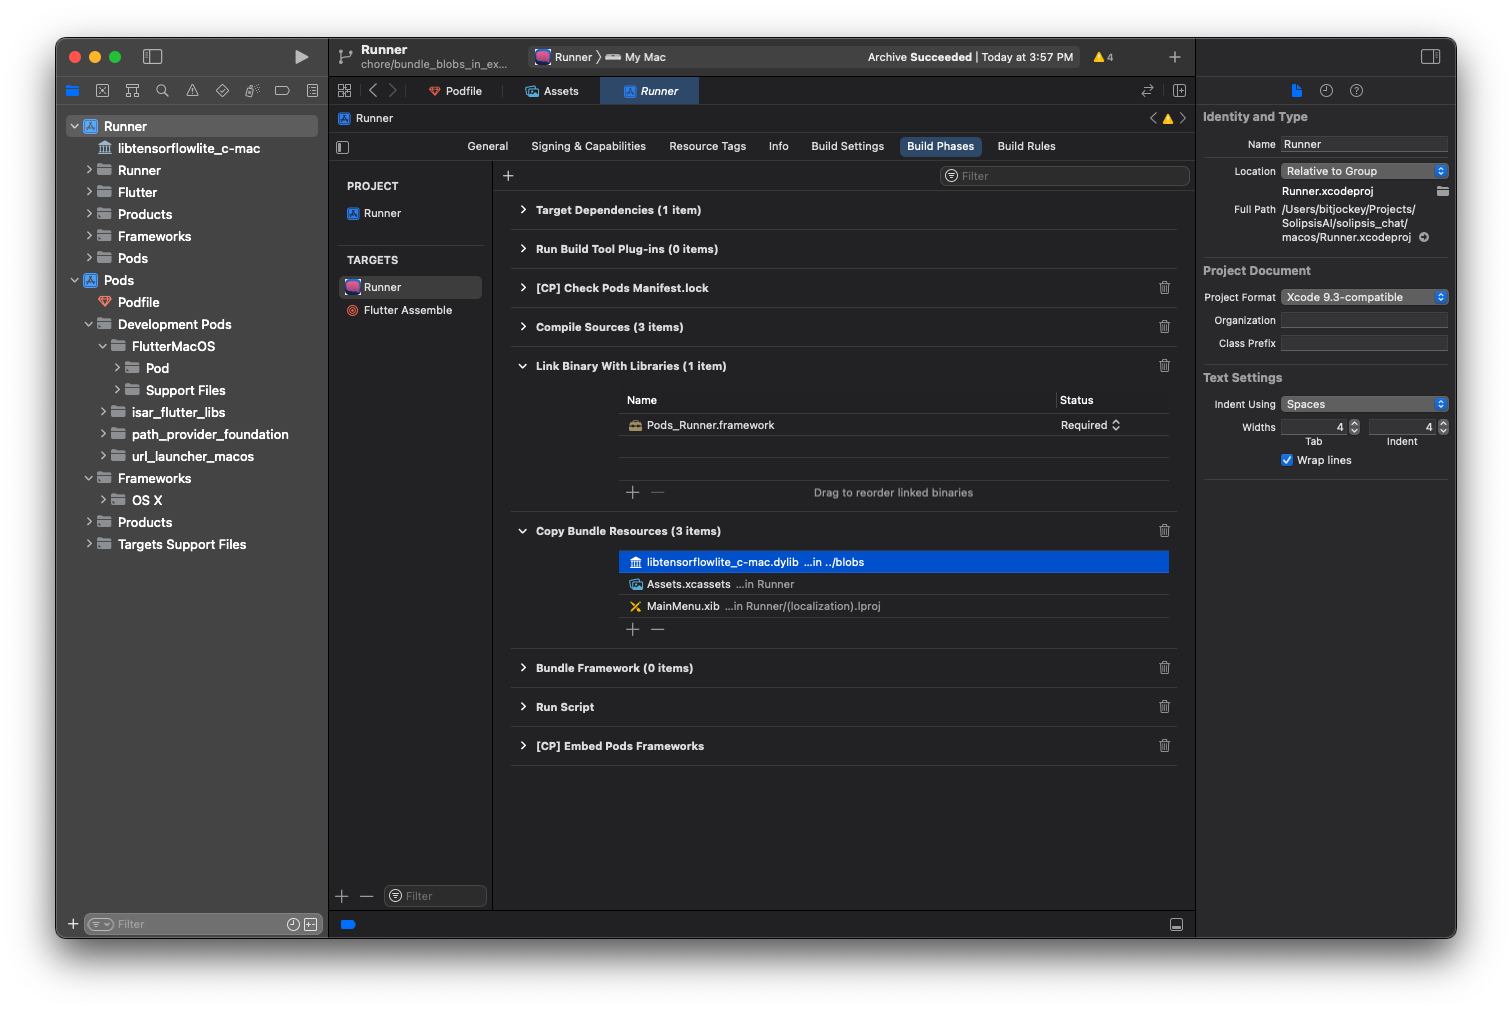 Runner
chore/bundle_blobs_in_ex...
Runner
My Mac
Archive Succeeded | Today at 3:57 PM
4
Podfile
Assets
Runner
Runner
General
Signing & Capabilities
Resource Tags
Info
Build Settings
Build Phases
Build Rules
Runner
libtensorflowlite_c-mac
Runner
Flutter
Products
Frameworks
Pods
Pods
Podfile
Development Pods
FlutterMacOS
Pod
Support Files
isar_flutter_libs
path_provider_foundation
url_launcher_macos
Frameworks
OS X
Products
Targets Support Files
Filter
PROJECT
Runner
TARGETS
Runner
Flutter Assemble
Filter
Filter
Target Dependencies (1 item)
Run Build Tool Plug-ins (0 items)
[CP] Check Pods Manifest.lock
Compile Sources (3 items)
Link Binary With Libraries (1 item)
Name Status
Pods_Runner.framework Required
Drag to reorder linked binaries
Copy Bundle Resources (3 items)
libtensorflowlite_c-mac.dylib ...in ../blobs
Assets.xcassets ...in Runner
MainMenu.xib ...in Runner/(localization).lproj
Bundle Framework (0 items)
Run Script
[CP] Embed Pods Frameworks
Identity and Type
Name Runner
Location Relative to Group
Runner.xcodeproj
Full Path /Users/bitjockey/Projects/
SolipsisAI/solipsis_chat/
macos/Runner.xcodeproj
Project Document
Project Format Xcode 9.3-compatible
Organization
Class Prefix
Text Settings
Indent Using Spaces
Widths 4 4
Tab Indent
Wrap lines